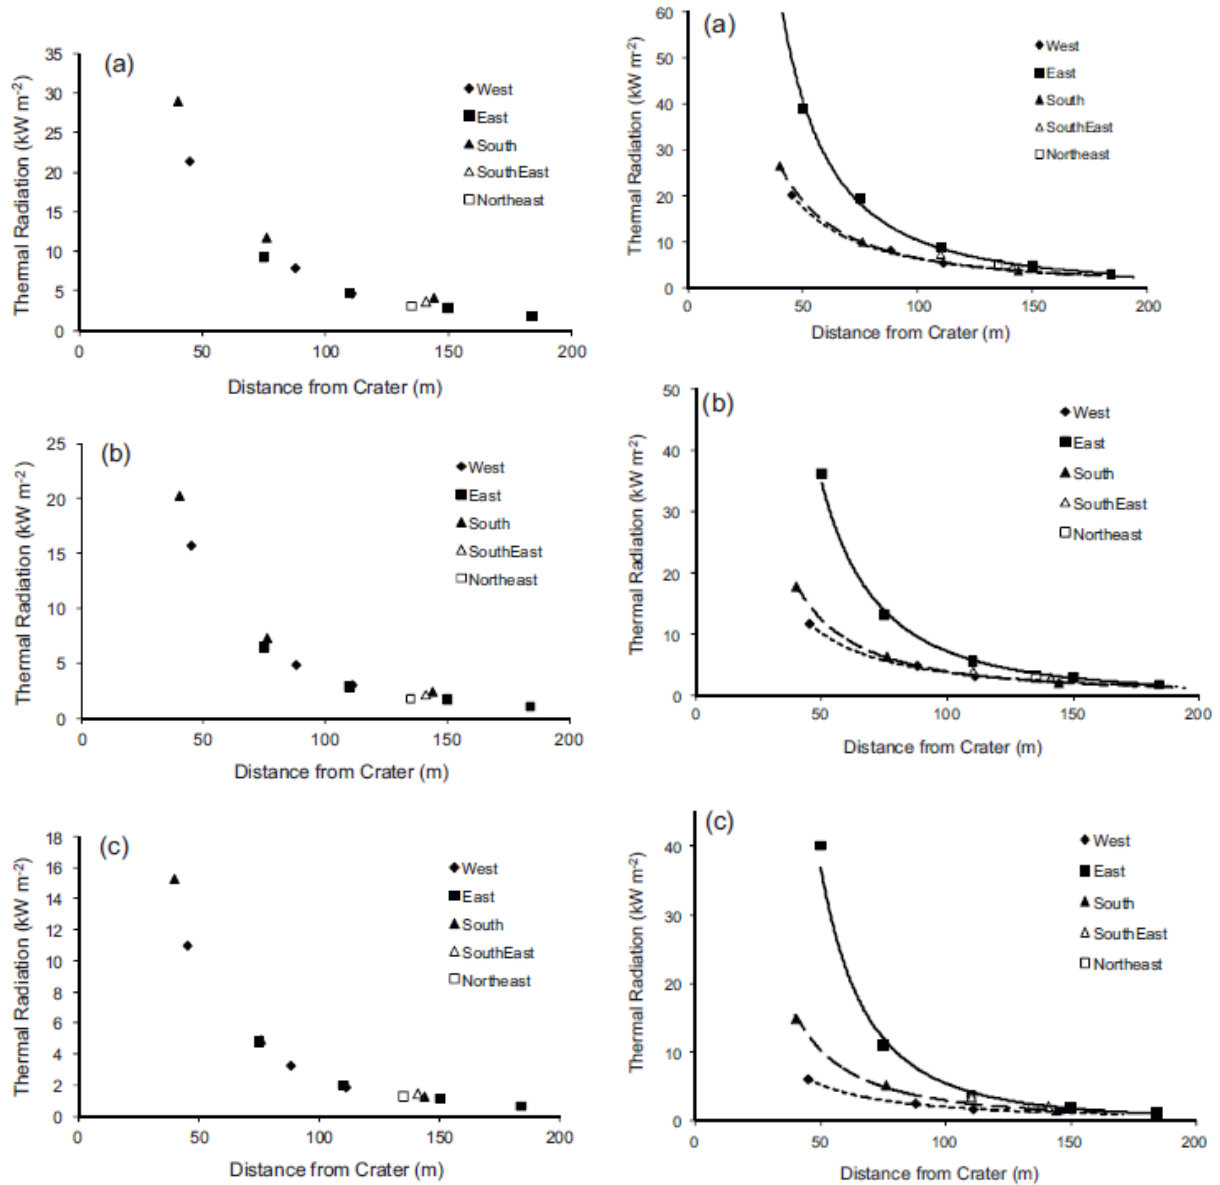 (a)
Thermal Radiation (kW m-2)
35
30
25
20
15
10
5
0
0 50 100 150 200
Distance from Crater (m)
West
East
South
SouthEast
Northeast
(a)
Thermal Radiation (kW m-2)
60
50
40
30
20
10
0
0 50 100 150 200
Distance from Crater (m)
West
East
South
SouthEast
Northeast
(b)
Thermal Radiation (kW m-2)
25
20
15
10
5
0
0 50 100 150 200
Distance from Crater (m)
West
East
South
SouthEast
Northeast
(b)
Thermal Radiation (kW m-2)
50
40
30
20
10
0
0 50 100 150 200
Distance from Crater (m)
West
East
South
SouthEast
Northeast
(c)
Thermal Radiation (kW m-2)
18
16
14
12
10
8
6
4
2
0
0 50 100 150 200
Distance from Crater (m)
West
East
South
SouthEast
Northeast
(c)
Thermal Radiation (kW m-2)
40
30
20
10
0
0 50 100 150 200
Distance from Crater (m)
West
East
South
SouthEast
Northeast